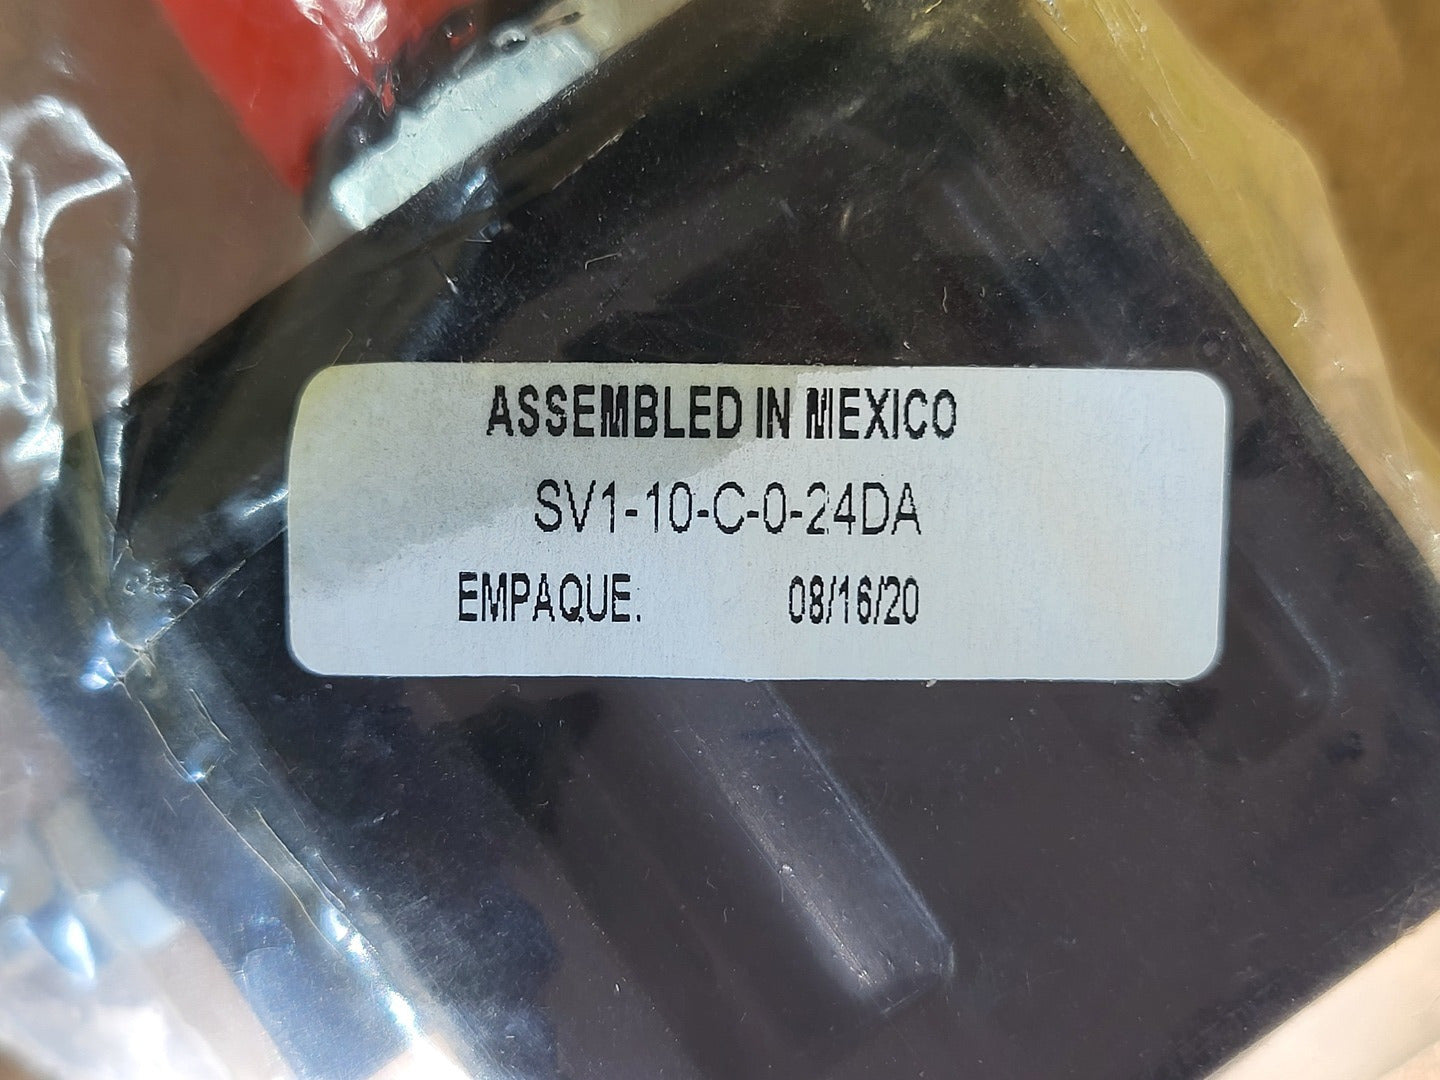 ASSEMBLED IN MEXICO
SV1-10-C-0-24DA
EMPAQUE. 08/16/20